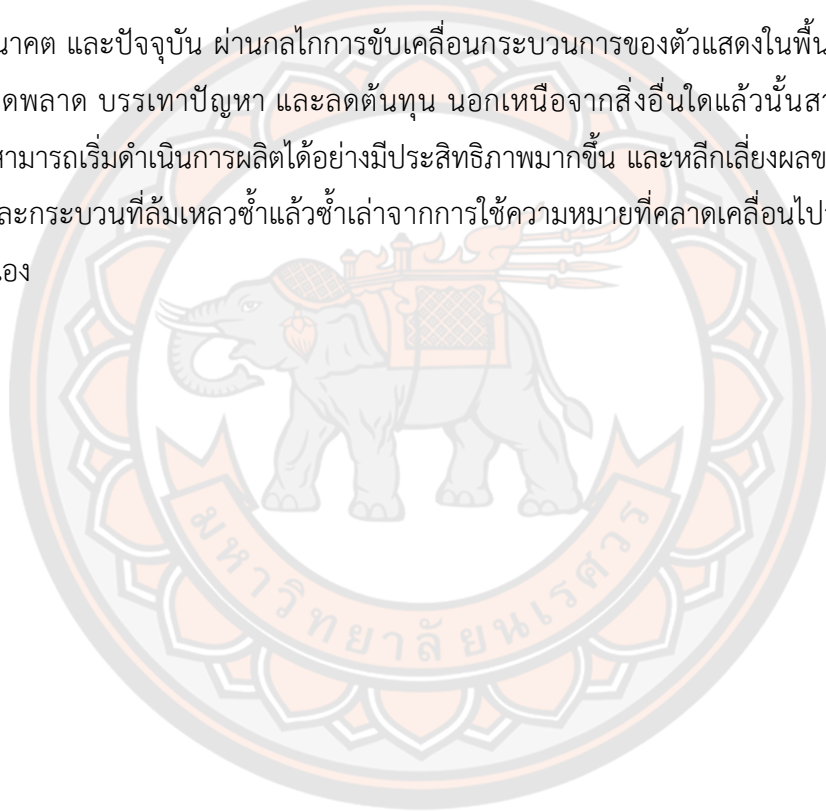 นาคต และปัจจุบัน ผ่านกลไกการขับเคลื่อนกระบวนการของตัวแสดงในพื้น
ดพลาด บรรเทาปัญหา และลดต้นทุน นอกเหนือจากสิ่งอื่นใดแล้วนั้นสา
สามารถเริ่มดำเนินการผลิตได้อย่างมีประสิทธิภาพมากขึ้น และหลีกเลี่ยงผลข
ละกระบวนที่ล้มเหลวซ้ำแล้วซ้ำเล่าจากการใช้ความหมายที่คลาดเคลื่อนไป
อง
มหาวิทยาลัยนเรศวร